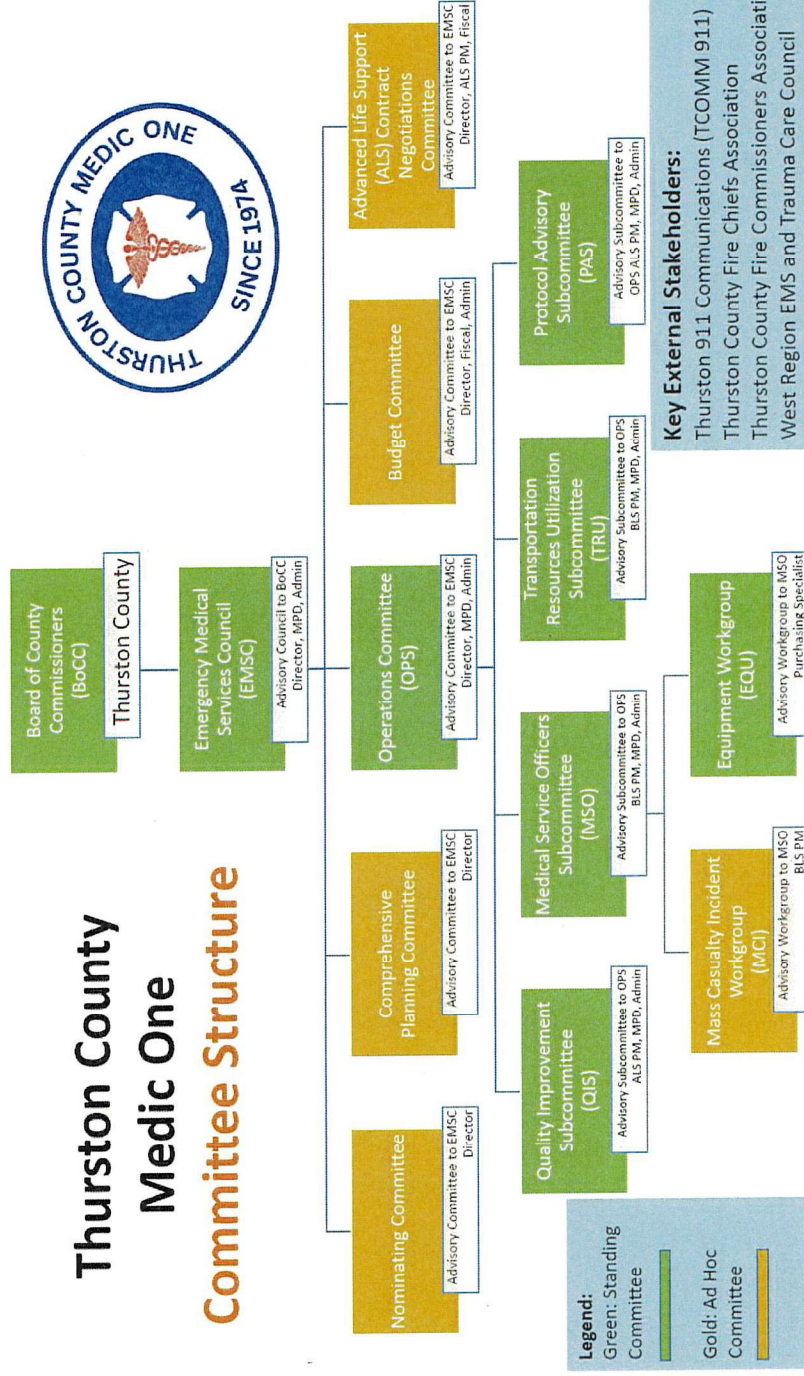 Thurston County
Medic One
Committee Structure
THURSTON COUNTY MEDIC ONE
SINCE 1974
Board of County
Commissioners
(BoCC)
Thurston County
Emergency Medical
Services Council
(EMSC)
Advisory Council to BoCC
Director, MPD, Admin
Nominating Committee
Advisory Committee to EMSC
Director
Comprehensive
Planning Committee
Advisory Committee to EMSC
Director
Operations Committee
(OPS)
Advisory Committee to EMSC
Director, MPD, Admin
Budget Committee
Advisory Committee to EMSC
Director, Fiscal, Admin
Advanced Life Support
(ALS) Contract
Negotiations
Committee
Advisory Committee to EMSC
Director, ALS PM, Fiscal
Quality Improvement
Subcommittee
(QIS)
Advisory Subcommittee to OPS
ALS PM, MPD, Admin
Medical Service Officers
Subcommittee
(MSO)
Advisory Subcommittee to OPS
BLS PM, MPD, Admin
Transportation
Resources Utilization
Subcommittee
(TRU)
Advisory Subcommittee to OPS
BLS PM, MPD, Admin
Protocol Advisory
Subcommittee
(PAS)
Advisory Subcommittee to
OPS ALS PM, MPD, Admin
Mass Casualty Incident
Workgroup
(MCI)
Advisory Workgroup to MSO
BLS PM
Equipment Workgroup
(EQU)
Advisory Workgroup to MSO
Purchasing Specialist
Legend:
Green: Standing
Committee
Gold: Ad Hoc
Committee
Key External Stakeholders:
Thurston 911 Communications (TCOMM 911)
Thurston County Fire Chiefs Association
Thurston County Fire Commissioners Associati
West Region EMS and Trauma Care Council